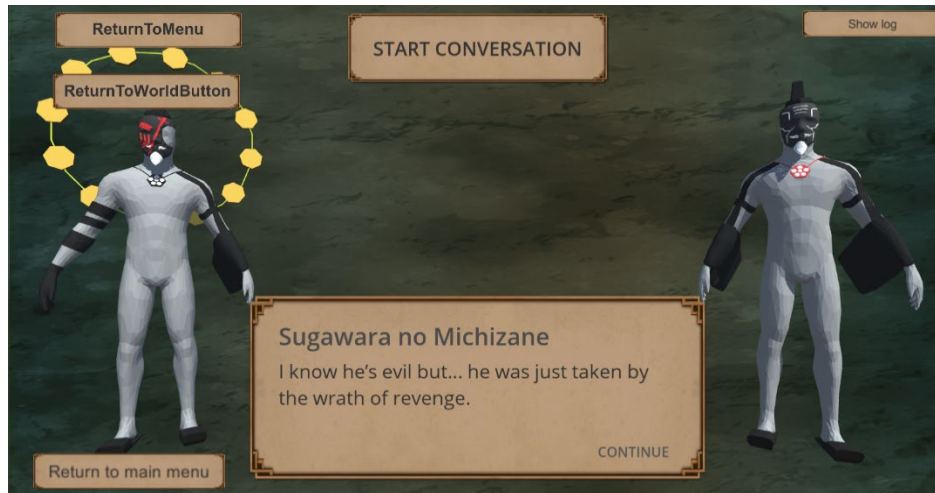 ReturnToMenu
START CONVERSATION
Show log
ReturnToWorldButton
Sugawara no Michizane
I know he's evil but... he was just taken by
the wrath of revenge.
CONTINUE
Return to main menu